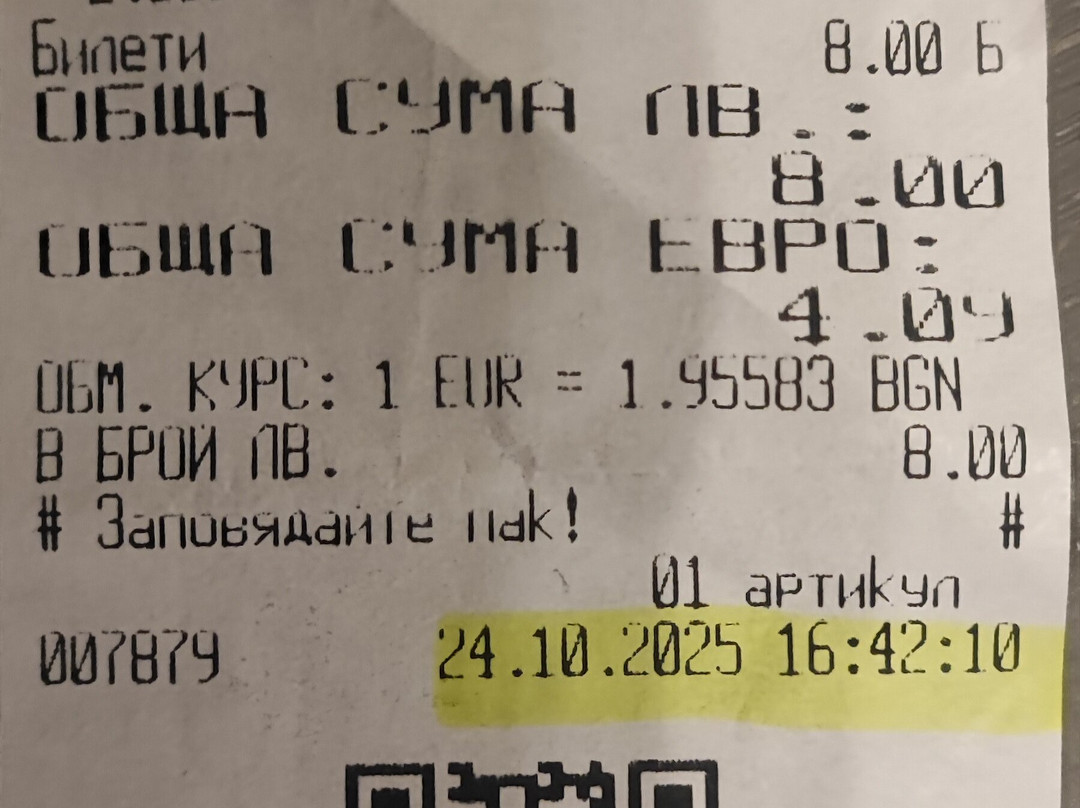 Билети 8.00 Б
ОБЩА СУМА ЛВ.:
8.00
ОБЩА СУМА ЕВРО:
4.09
ОБМ. КУРС: 1 EUR = 1.95583 BGN
В БРОЙ ЛВ. 8.00
# Заповядайте пак! #
01 артикул
007879 24.10.2025 16:42:10